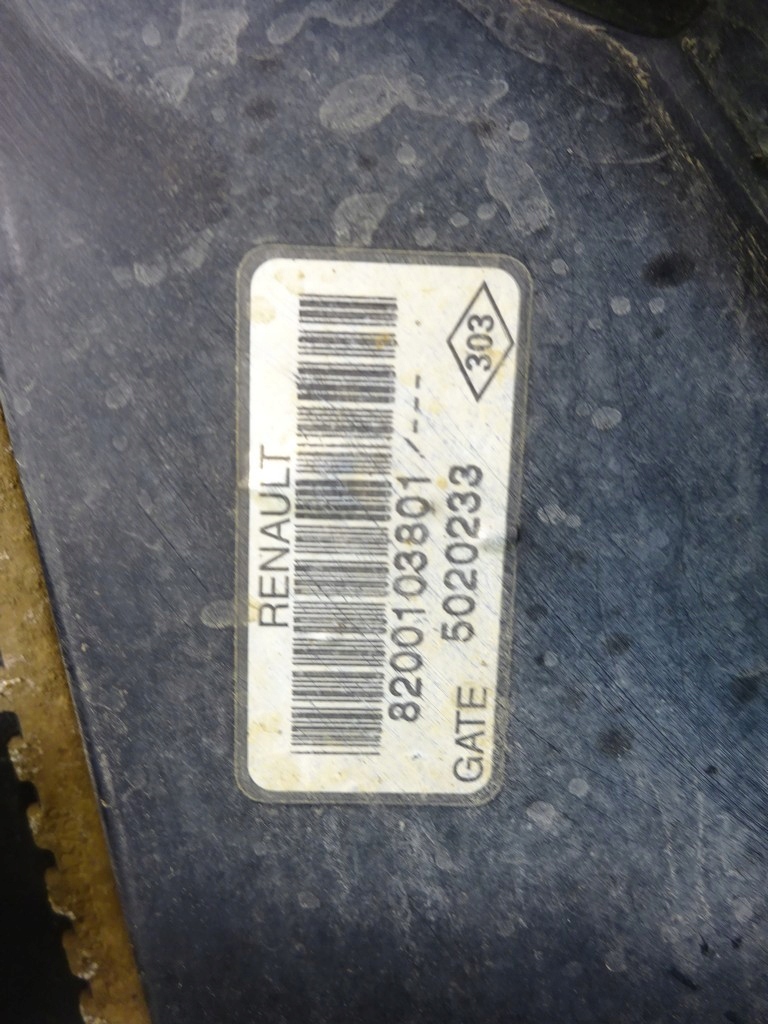 RENAULT
8200103801/---
GATE 5020233
303